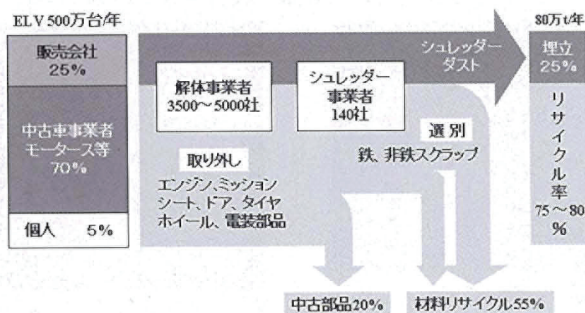 ELV 500万台/年
販売会社
25%
中古車事業者
モータース等
70%
個人 5%
解体事業者
3500～5000社
シュレッダー
事業者
140社
シュレッダー
ダスト
取り外し
エンジン、ミッション
シート、ドア、タイヤ
ホイール、電装部品
選別
鉄、非鉄スクラップ
中古部品20%
材料リサイクル55%
80万t/年
埋立
25%
リサイクル率
75～80
%